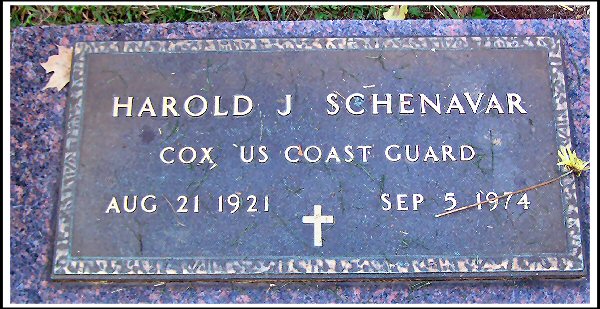 HAROLD J SCHENAVAR
COX US COAST GUARD
AUG 21 1921 SEP 5 1974